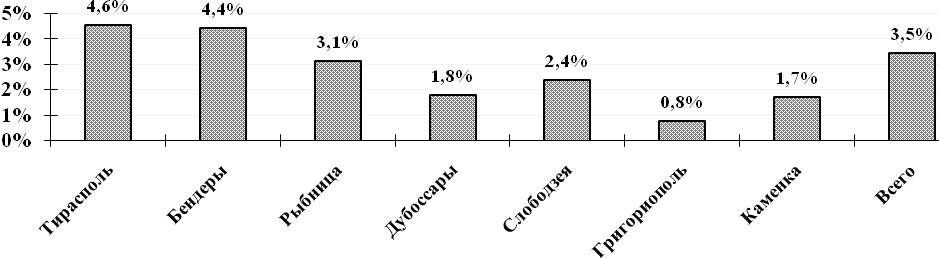 5%
4%
3%
2%
1%
0%
4,6%
4,4%
3,1%
1,8%
2,4%
0,8%
1,7%
3,5%
Тирасполь
Бендеры
Рыбница
Дубоссары
Слободзея
Григориополь
Каменка
Всего